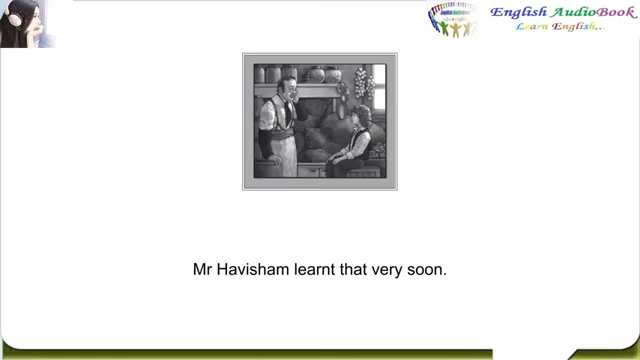 English AudioBook
Learn English...
Mr Havisham learnt that very soon.